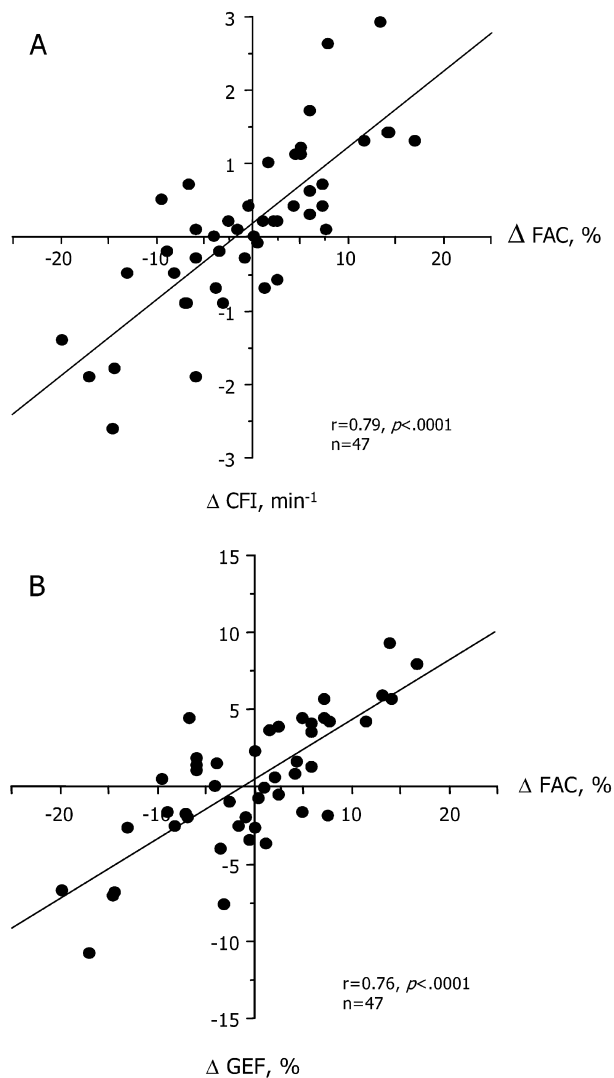 A
3
2
1
Δ FAC, %
-20
-10
10
20
-1
-2
-3
r=0.79, p<.0001
n=47
Δ CFI, min-1
B
15
10
5
Δ FAC, %
-20
-10
10
20
-5
-10
-15
r=0.76, p<.0001
n=47
Δ GEF, %